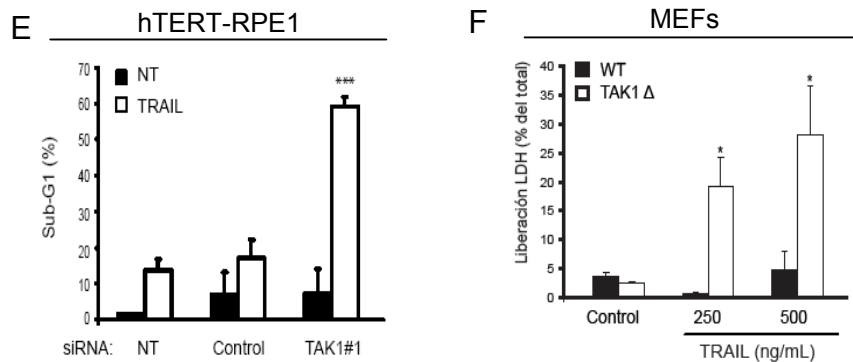 E
hTERT-RPE1
NT
TRAIL
***
70
60
50
40
30
20
10
0
Sub-G1 (%)
siRNA: NT Control TAK1#1
F
MEFs
WT
TAK1 Δ
*
*
40
35
30
25
20
15
10
5
0
Liberación LDH (% del total)
Control 250 500
TRAIL (ng/mL)